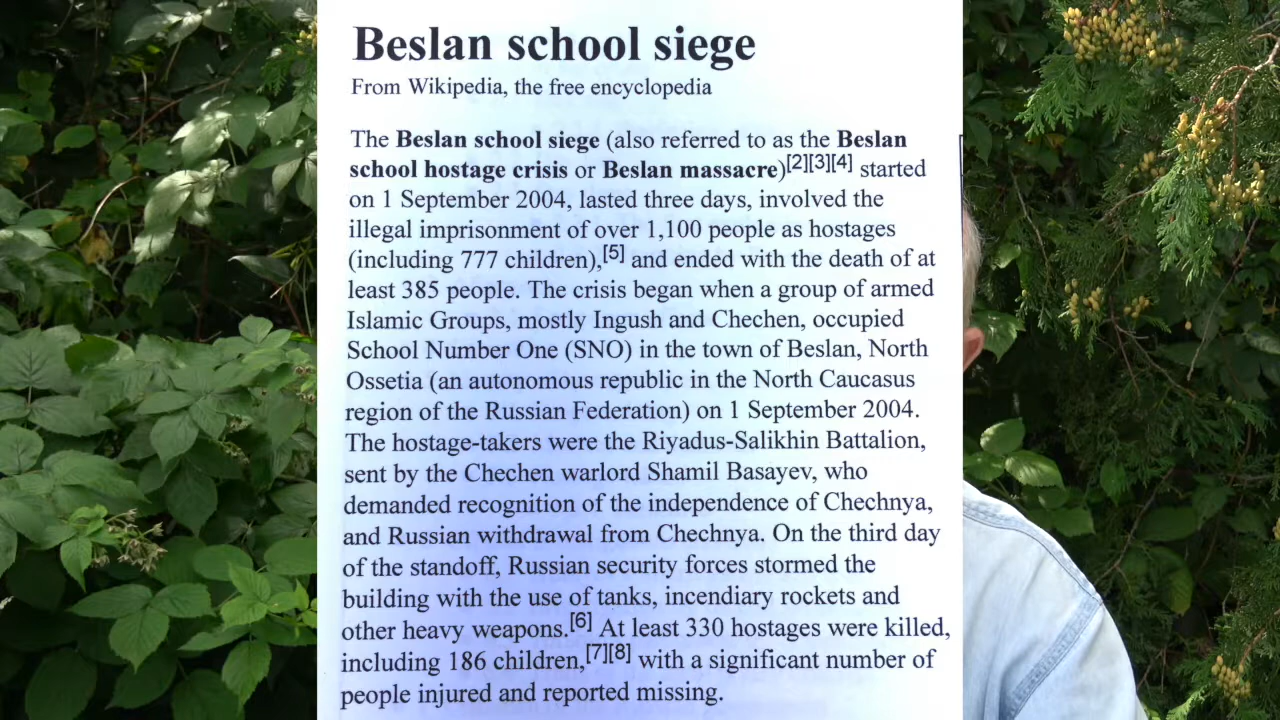 Beslan school siege
From Wikipedia, the free encyclopedia
The Beslan school siege (also referred to as the Beslan
school hostage crisis or Beslan massacre)[2][3][4] started
on 1 September 2004, lasted three days, involved the
illegal imprisonment of over 1,100 people as hostages
(including 777 children),[5] and ended with the death of at
least 385 people. The crisis began when a group of armed
Islamic Groups, mostly Ingush and Chechen, occupied
School Number One (SNO) in the town of Beslan, North
Ossetia (an autonomous republic in the North Caucasus
region of the Russian Federation) on 1 September 2004.
The hostage-takers were the Riyadus-Salikhin Battalion,
sent by the Chechen warlord Shamil Basayev, who
demanded recognition of the independence of Chechnya,
and Russian withdrawal from Chechnya. On the third day
of the standoff, Russian security forces stormed the
building with the use of tanks, incendiary rockets and
other heavy weapons.[6] At least 330 hostages were killed,
including 186 children,[7][8] with a significant number of
people injured and reported missing.